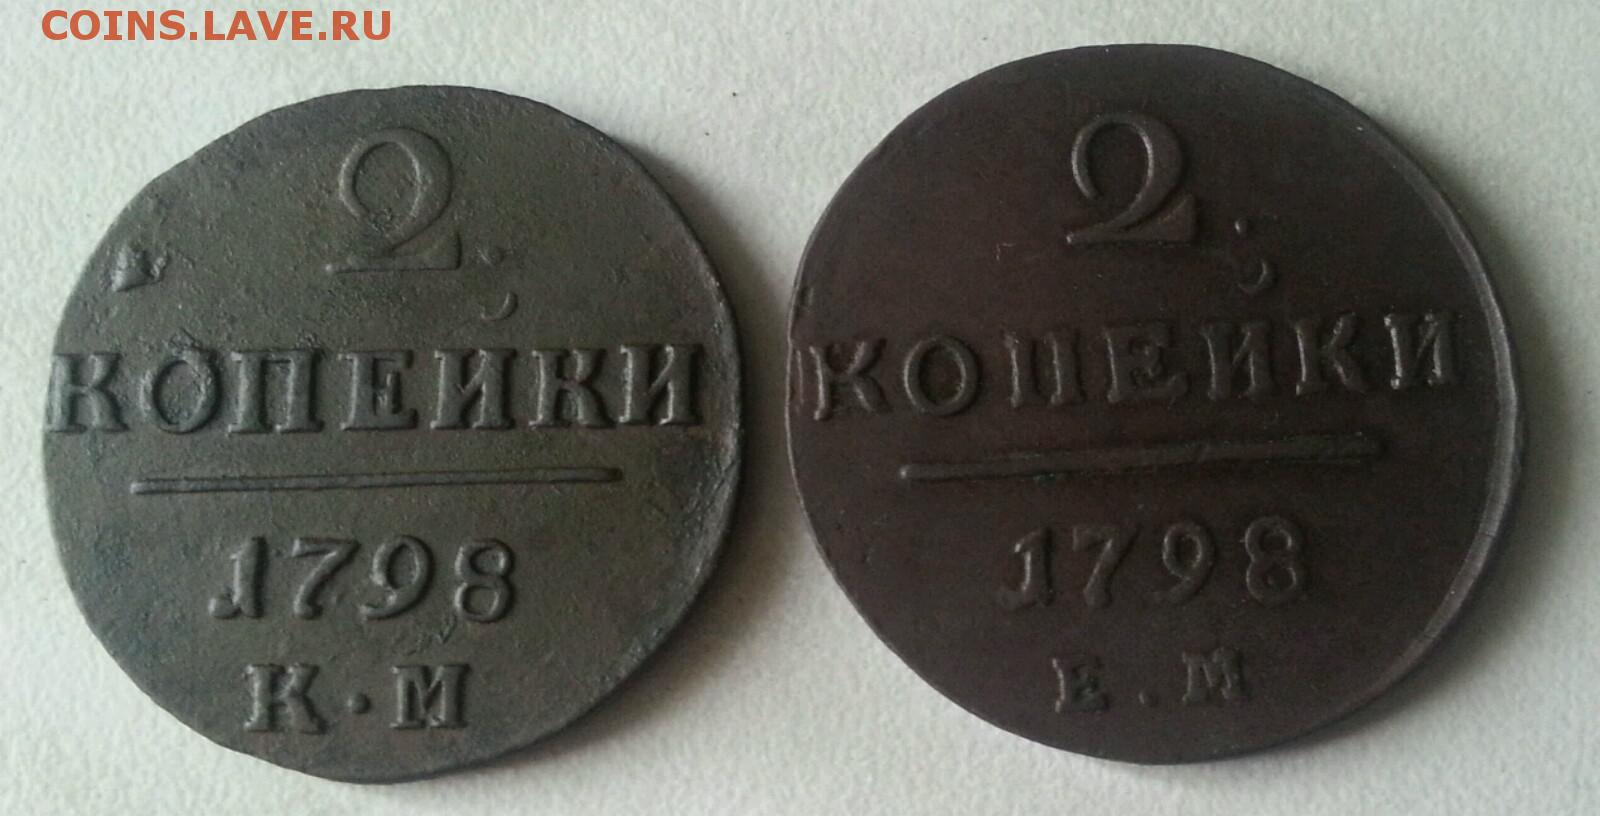 COINS.LAVE.RU
2.
КОПЕЙКИ
1798
К·М
2.
КОПЕЙКИ
1798
Е.М